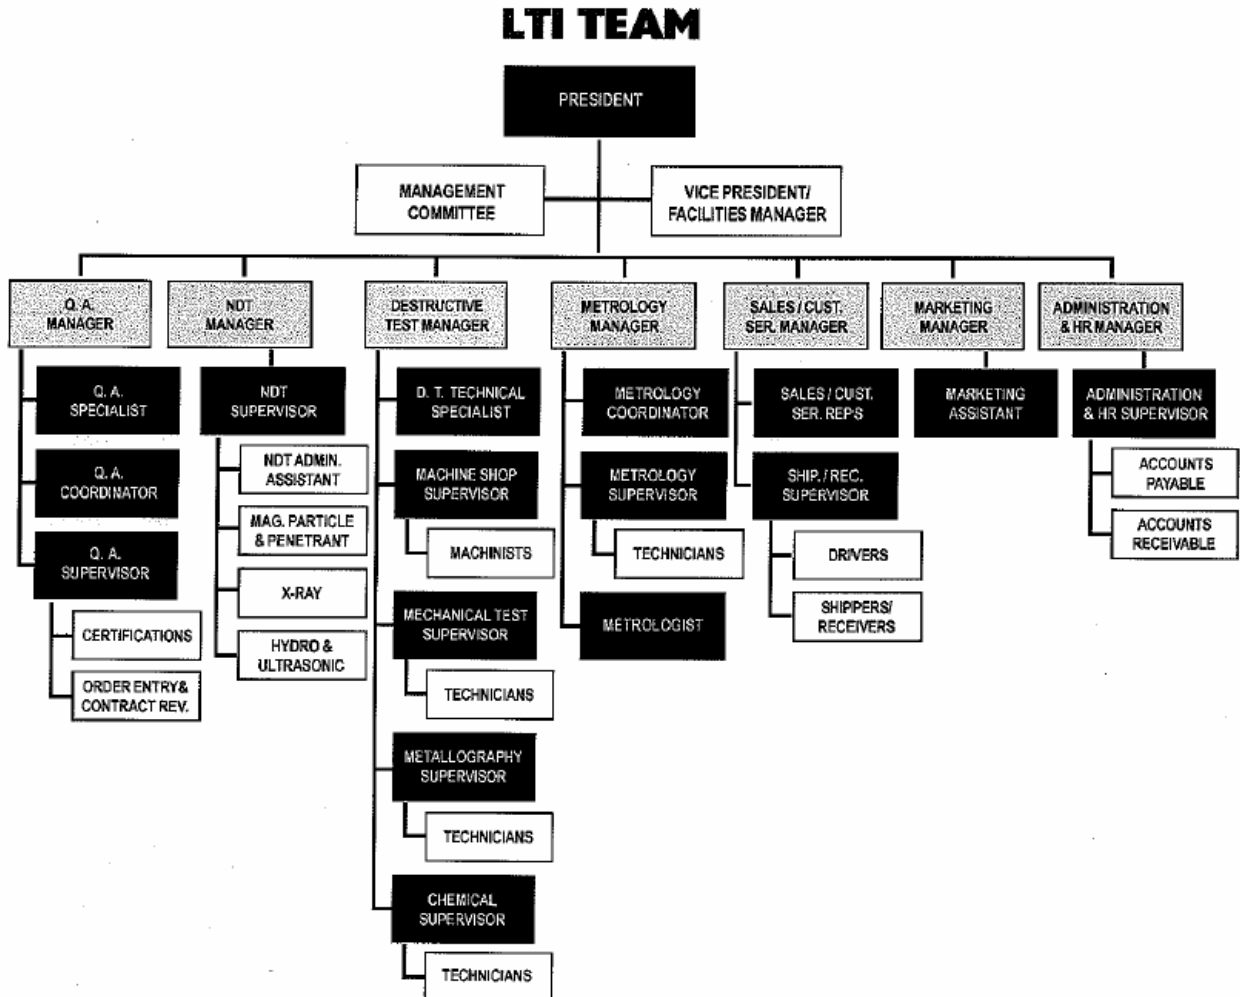 LTI TEAM
PRESIDENT
MANAGEMENT
COMMITTEE
VICE PRESIDENT/
FACILITIES MANAGER
Q. A.
MANAGER
Q. A.
SPECIALIST
Q. A.
COORDINATOR
Q. A.
SUPERVISOR
CERTIFICATIONS
ORDER ENTRY &
CONTRACT REV.
NDT
MANAGER
NDT
SUPERVISOR
NDT ADMIN.
ASSISTANT
MAG. PARTICLE
& PENETRANT
X-RAY
HYDRO &
ULTRASONIC
DESTRUCTIVE
TEST MANAGER
D. T. TECHNICAL
SPECIALIST
MACHINE SHOP
SUPERVISOR
MACHINISTS
MECHANICAL TEST
SUPERVISOR
TECHNICIANS
METALLOGRAPHY
SUPERVISOR
TECHNICIANS
CHEMICAL
SUPERVISOR
TECHNICIANS
METROLOGY
MANAGER
METROLOGY
COORDINATOR
METROLOGY
SUPERVISOR
TECHNICIANS
METROLOGIST
SALES / CUST.
SER. MANAGER
SALES / CUST.
SER. REPS
SHIP. / REC.
SUPERVISOR
DRIVERS
SHIPPERS/
RECEIVERS
MARKETING
MANAGER
MARKETING
ASSISTANT
ADMINISTRATION
& HR MANAGER
ADMINISTRATION
& HR SUPERVISOR
ACCOUNTS
PAYABLE
ACCOUNTS
RECEIVABLE